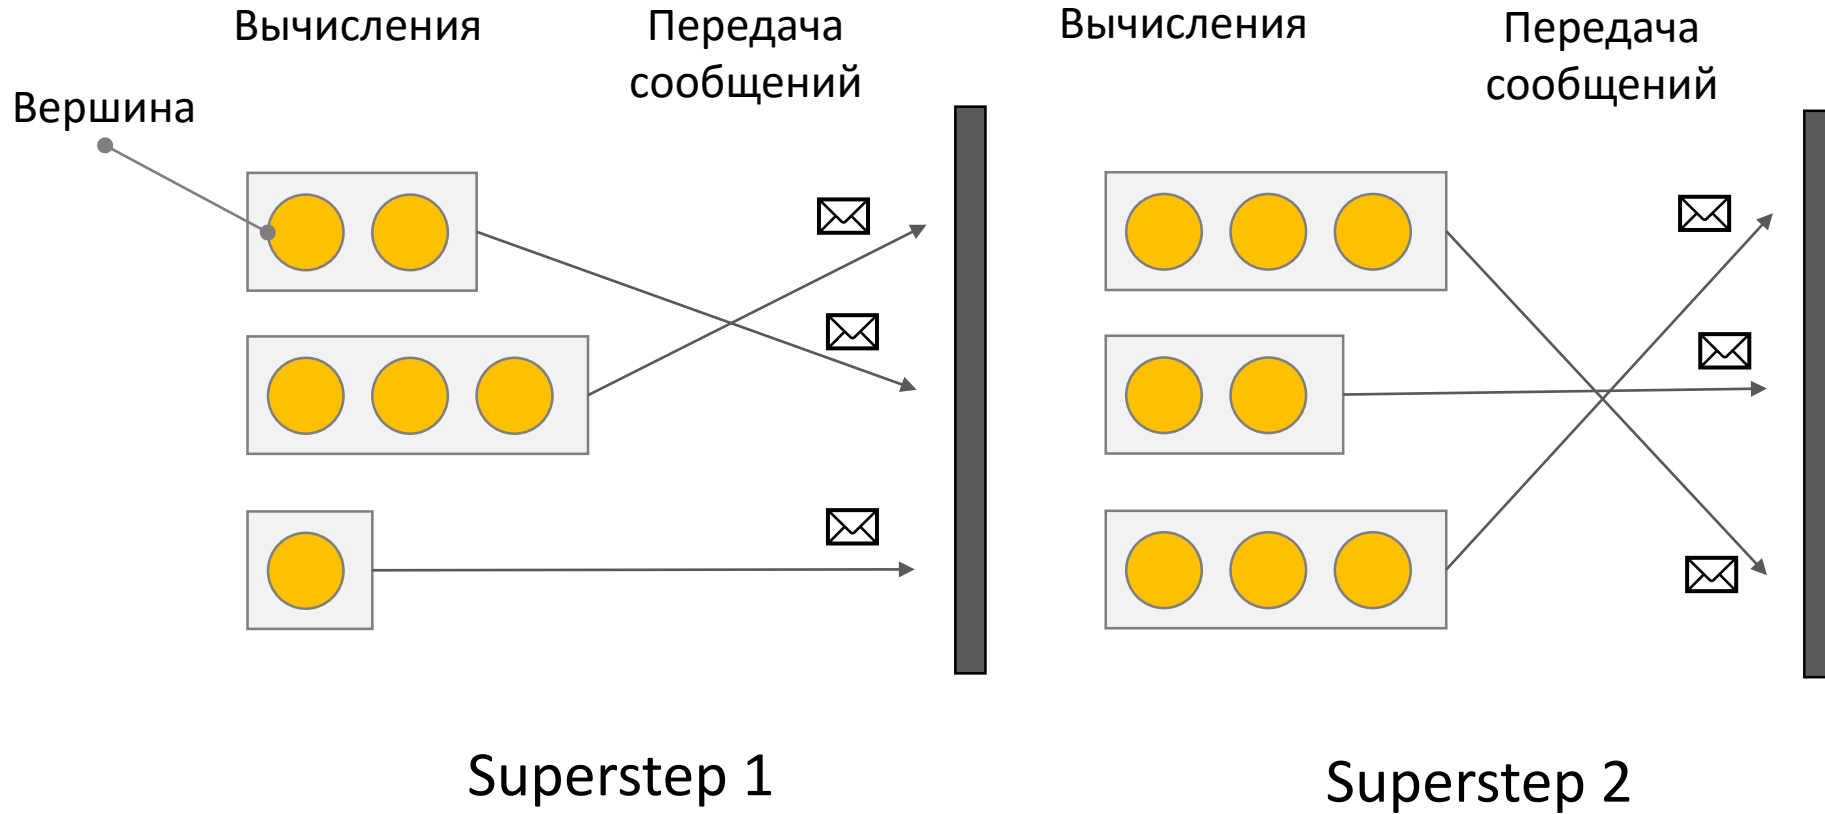 Вычисления
Передача
сообщений
Вычисления
Передача
сообщений
Вершина
Superstep 1
Superstep 2